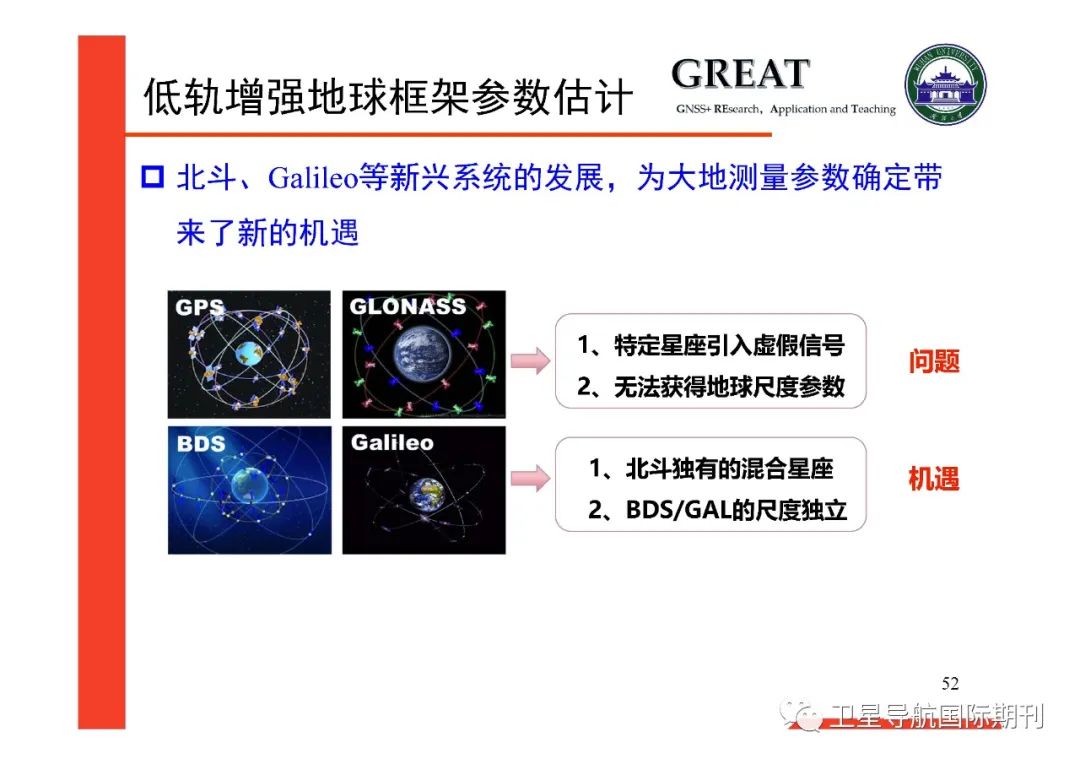 低轨增强地球框架参数估计
GREAT
GNSS+ REsearch, Application and Teaching
WUHAN UNIVERSITY
北斗、Galileo等新兴系统的发展，为大地测量参数确定带
来了新的机遇
GPS
GLONASS
1、特定星座引入虚假信号
2、无法获得地球尺度参数
问题
BDS
Galileo
1、北斗独有的混合星座
2、BDS/GAL的尺度独立
机遇
52
卫星导航国际期刊